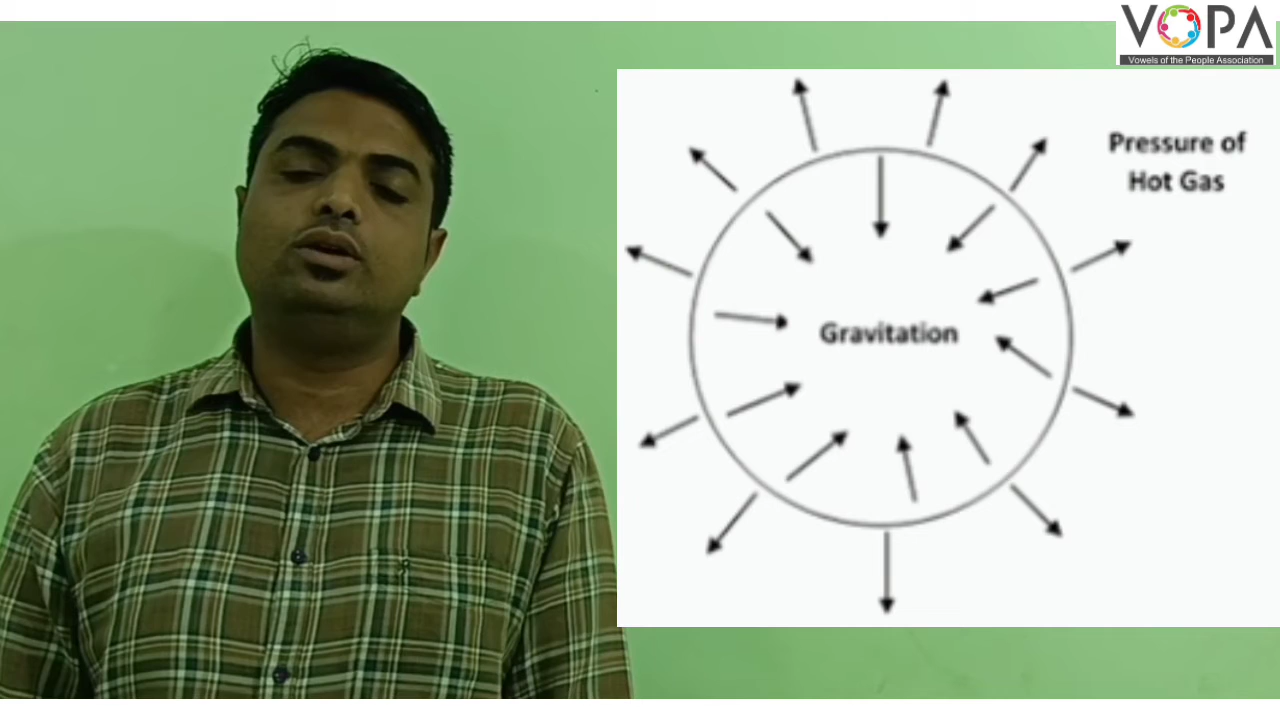 VOPA
Vowels of the People Association
Pressure of
Hot Gas
Gravitation